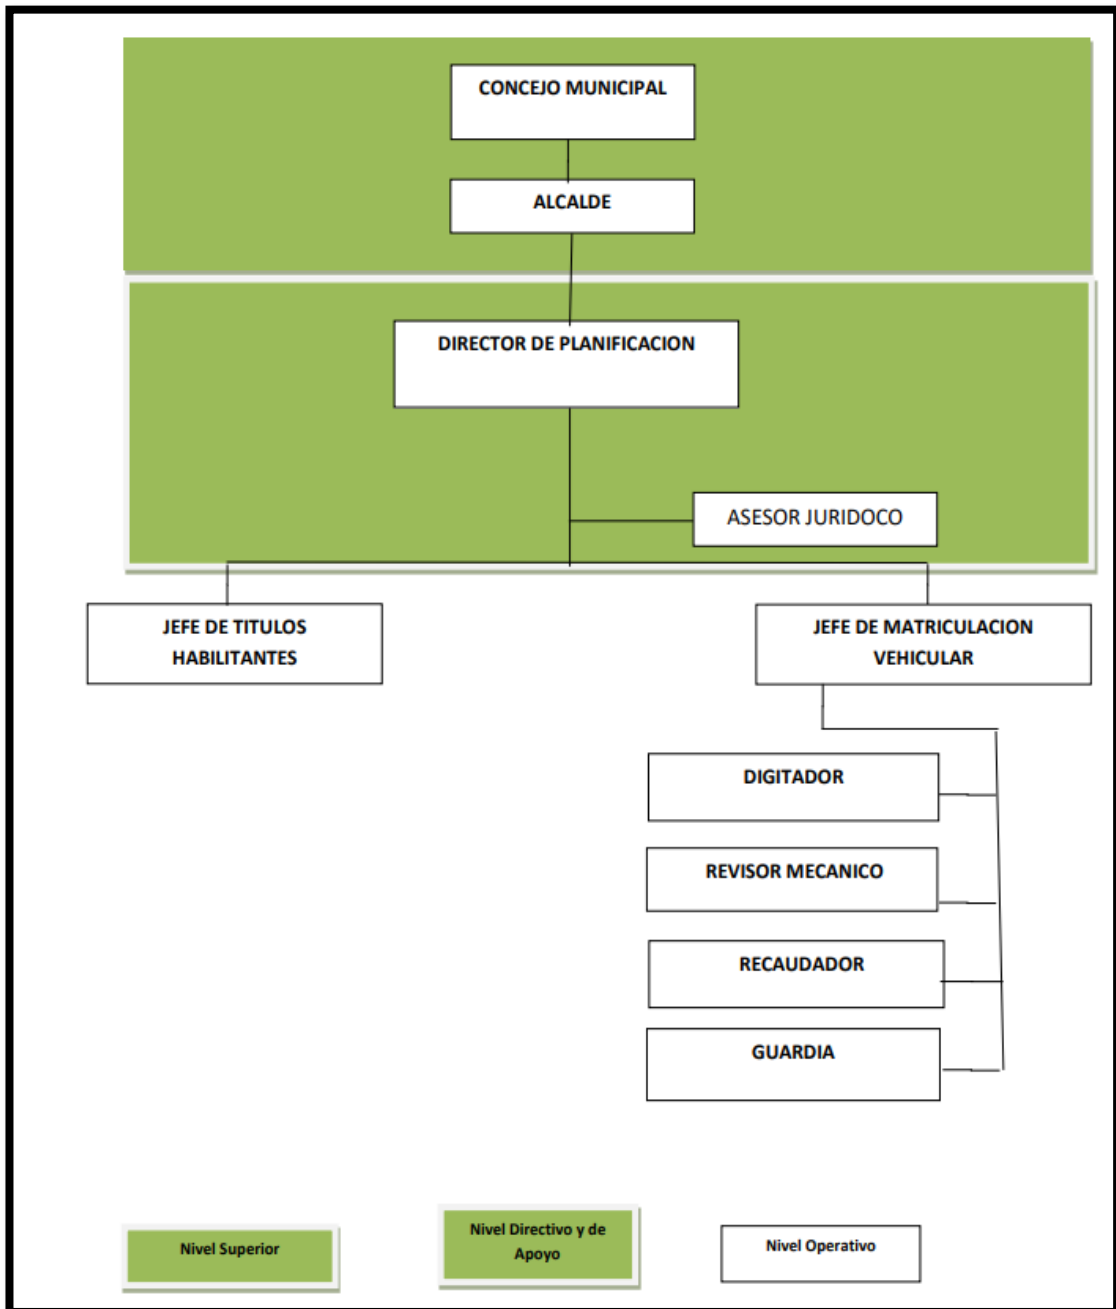 CONCEJO MUNICIPAL
ALCALDE
DIRECTOR DE PLANIFICACION
ASESOR JURIDOCO
JEFE DE TITULOS
HABILITANTES
JEFE DE MATRICULACION
VEHICULAR
DIGITADOR
REVISOR MECANICO
RECAUDADOR
GUARDIA
Nivel Superior
Nivel Directivo y de
Apoyo
Nivel Operativo